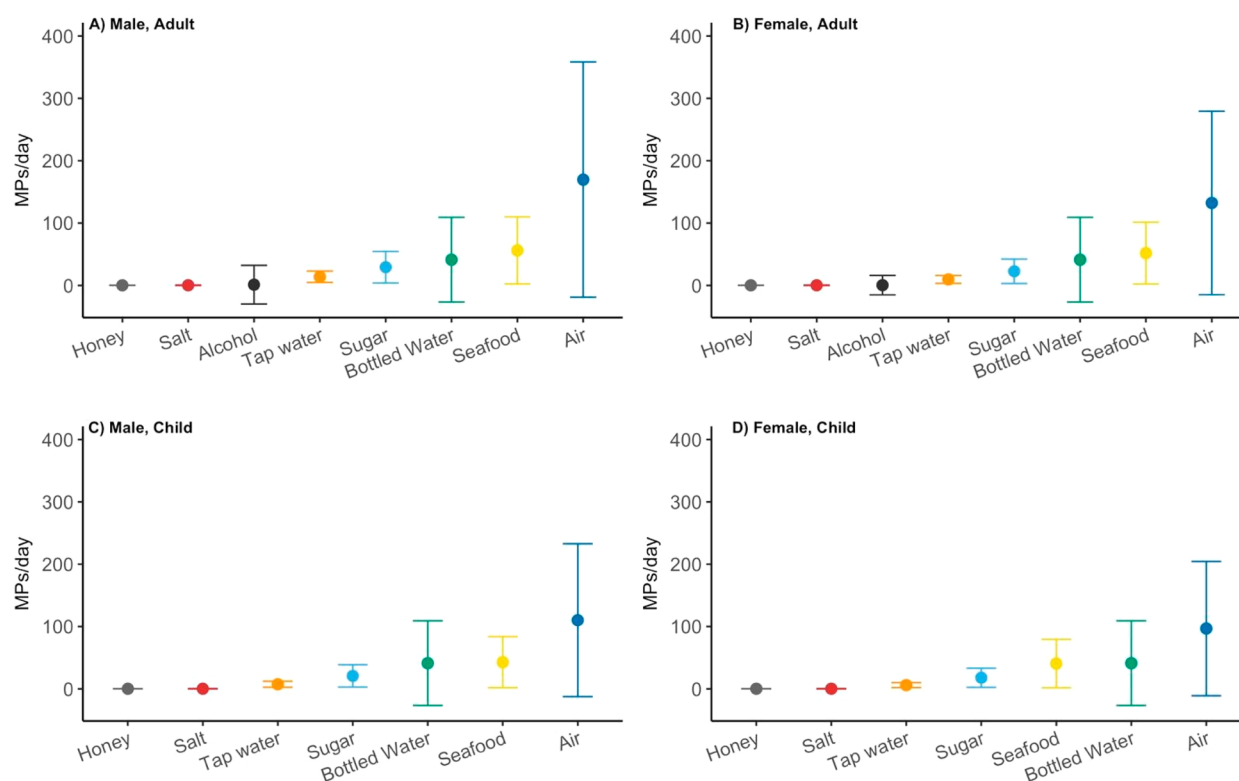 A) Male, Adult
400
300
200
100
0
MPs/day
Honey
Salt
Alcohol
Tap water
Sugar
Bottled Water
Seafood
Air
B) Female, Adult
400
300
200
100
0
MPs/day
Honey
Salt
Alcohol
Tap water
Sugar
Bottled Water
Seafood
Air
C) Male, Child
400
300
200
100
0
MPs/day
Honey
Salt
Tap water
Sugar
Bottled Water
Seafood
Air
D) Female, Child
400
300
200
100
0
MPs/day
Honey
Salt
Tap water
Sugar
Seafood
Bottled Water
Air